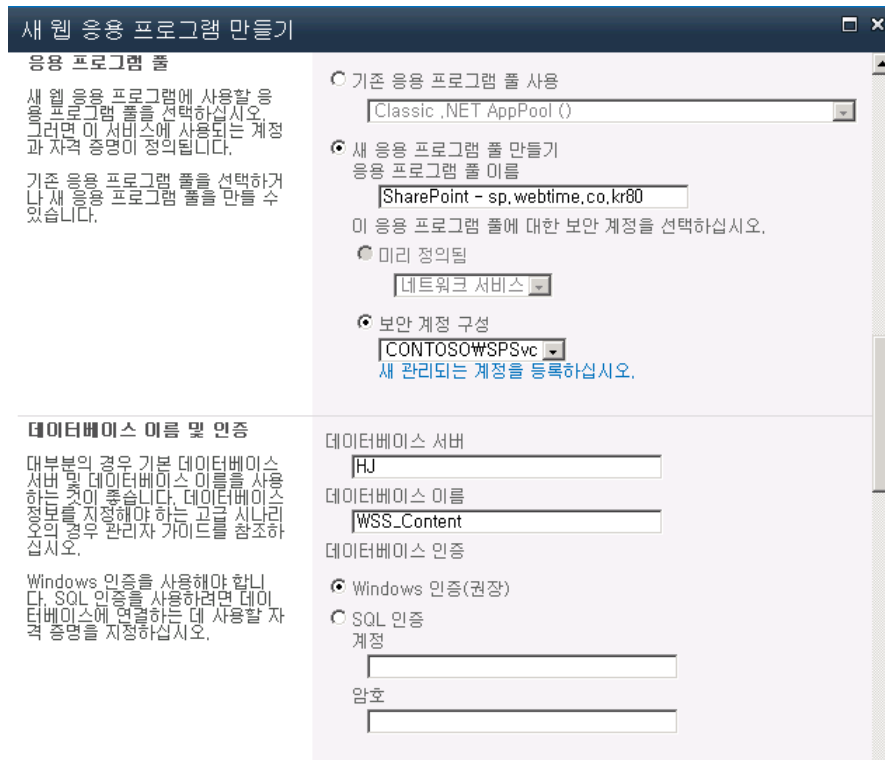 새 웹 응용 프로그램 만들기
응용 프로그램 풀
새 웹 응용 프로그램에 사용할 응
용 프로그램 풀을 선택하십시오.
그러면 이 서비스에 사용되는 계정
과 자격 증명이 정의됩니다.
기존 응용 프로그램 풀을 선택하거
나 새 응용 프로그램 풀을 만들 수
있습니다.
기존 응용 프로그램 풀 사용
Classic .NET AppPool ()
새 응용 프로그램 풀 만들기
응용 프로그램 풀 이름
SharePoint - sp.webtime.co.kr80
이 응용 프로그램 풀에 대한 보안 계정을 선택하십시오.
미리 정의됨
네트워크 서비스
보안 계정 구성
CONTOSO₩SPSvc
새 관리되는 계정을 등록하십시오.
데이터베이스 이름 및 인증
대부분의 경우 기본 데이터베이스
서버 및 데이터베이스 이름을 사용
하는 것이 좋습니다. 데이터베이스
정보를 지정해야 하는 고급 시나리
오의 경우 관리자 가이드를 참조하
십시오.
Windows 인증을 사용해야 합니
다. SQL 인증을 사용하려면 데이
터베이스에 연결하는 데 사용할 자
격 증명을 지정하십시오.
데이터베이스 서버
HJ
데이터베이스 이름
WSS_Content
데이터베이스 인증
Windows 인증(권장)
SQL 인증
계정
암호